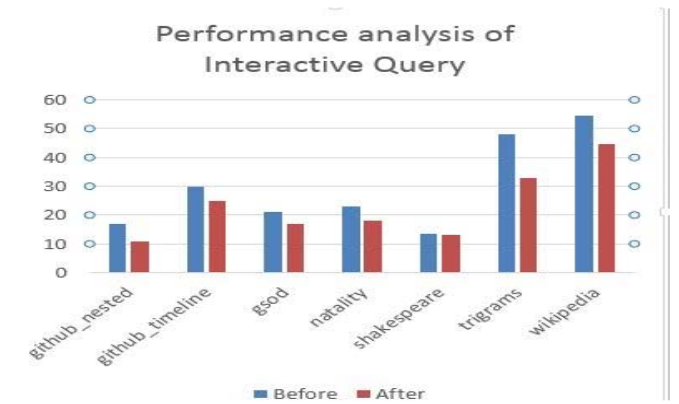 Performance analysis of
Interactive Query
60
50
40
30
20
10
0
github_nested
github_timeline
gsod
natality
shakespeare
trigrams
wikipedia
Before After